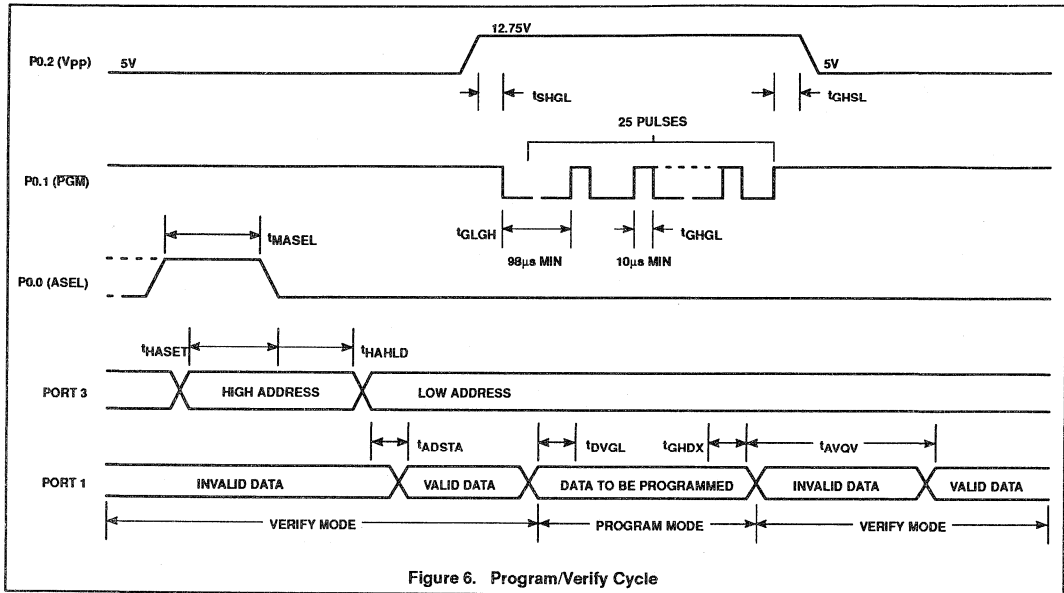 12.75V
P0.2 (VPP)
5V
5V
tSHGL
tGHSL
25 PULSES
P0.1 (PGM)
tGLGH
tGHGL
98µs MIN
10µs MIN
tMASEL
P0.0 (ASEL)
tHASET
tHAHLD
PORT 3
HIGH ADDRESS
LOW ADDRESS
tADSTA
tDVGL
tGHDX
tAVQV
PORT 1
INVALID DATA
VALID DATA
DATA TO BE PROGRAMMED
INVALID DATA
VALID DATA
VERIFY MODE
PROGRAM MODE
VERIFY MODE
Figure 6. Program/Verify Cycle